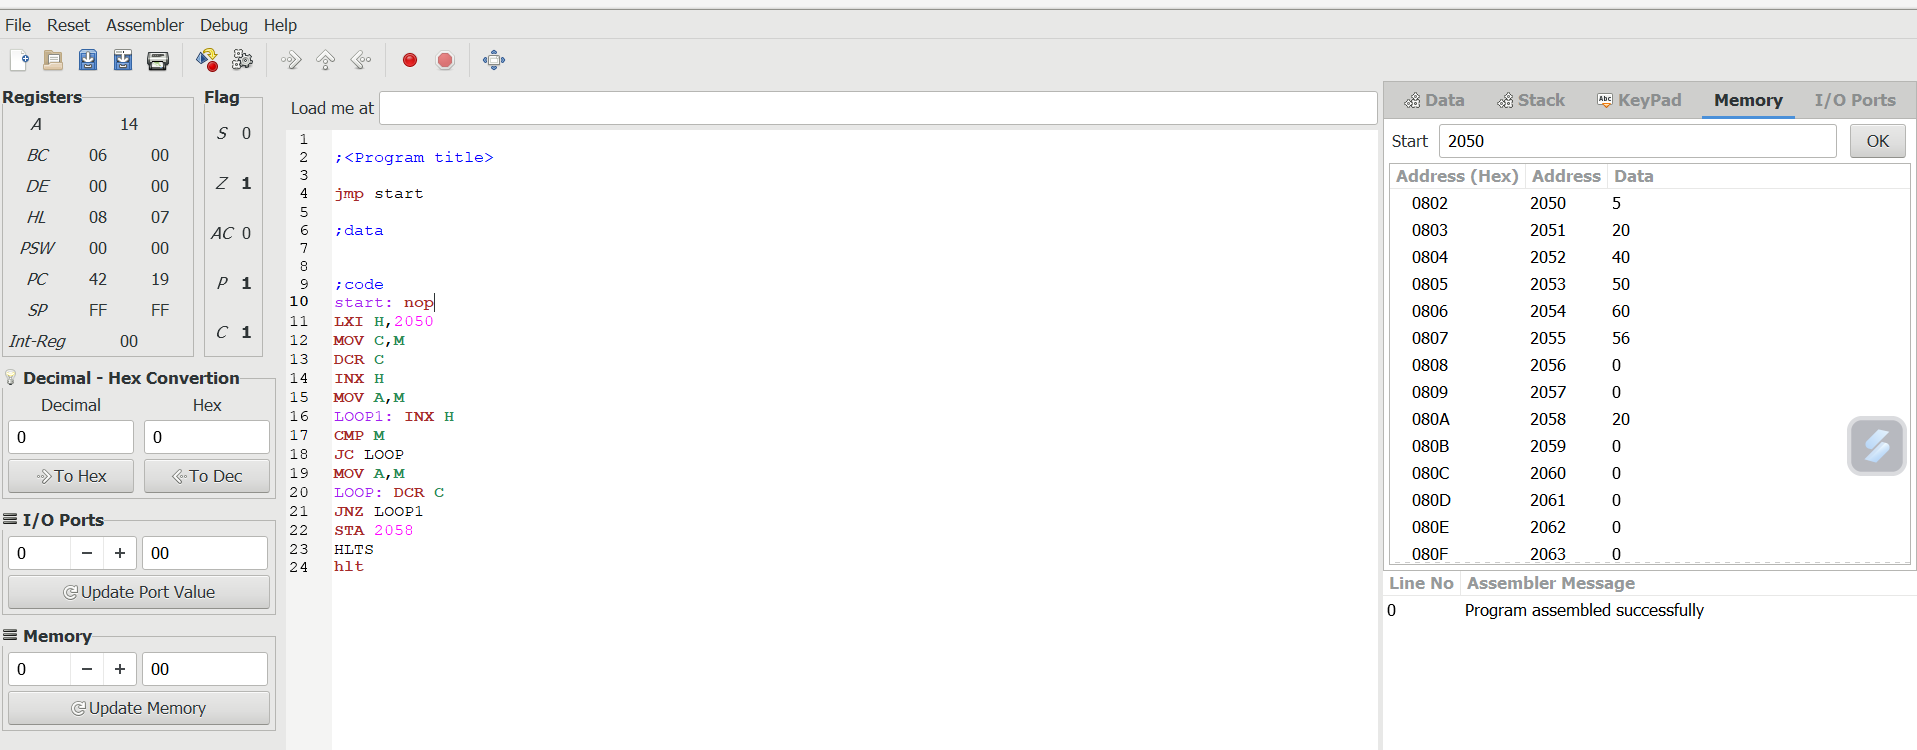 File Reset Assembler Debug Help
Registers
A 14
BC 06 00
DE 00 00
HL 08 07
PSW 00 00
PC 42 19
SP FF FF
Int-Reg 00
Flag
S 0
Z 1
AC 0
P 1
C 1
Decimal - Hex Convertion
Decimal Hex
0 0
To Hex To Dec
I/O Ports
0 − + 00
Update Port Value
Memory
0 − + 00
Update Memory
Load me at
1
2 ;<Program title>
3
4 jmp start
5
6 ;data
7
8
9 ;code
10 start: nop
11 LXI H,2050
12 MOV C,M
13 DCR C
14 INX H
15 MOV A,M
16 LOOP1: INX H
17 CMP M
18 JC LOOP
19 MOV A,M
20 LOOP: DCR C
21 JNZ LOOP1
22 STA 2058
23 HLTS
24 hlt
Data Stack Abc KeyPad Memory I/O Ports
Start 2050 OK
Address (Hex) Address Data
0802 2050 5
0803 2051 20
0804 2052 40
0805 2053 50
0806 2054 60
0807 2055 56
0808 2056 0
0809 2057 0
080A 2058 20
080B 2059 0
080C 2060 0
080D 2061 0
080E 2062 0
080F 2063 0
Line No Assembler Message
0 Program assembled successfully